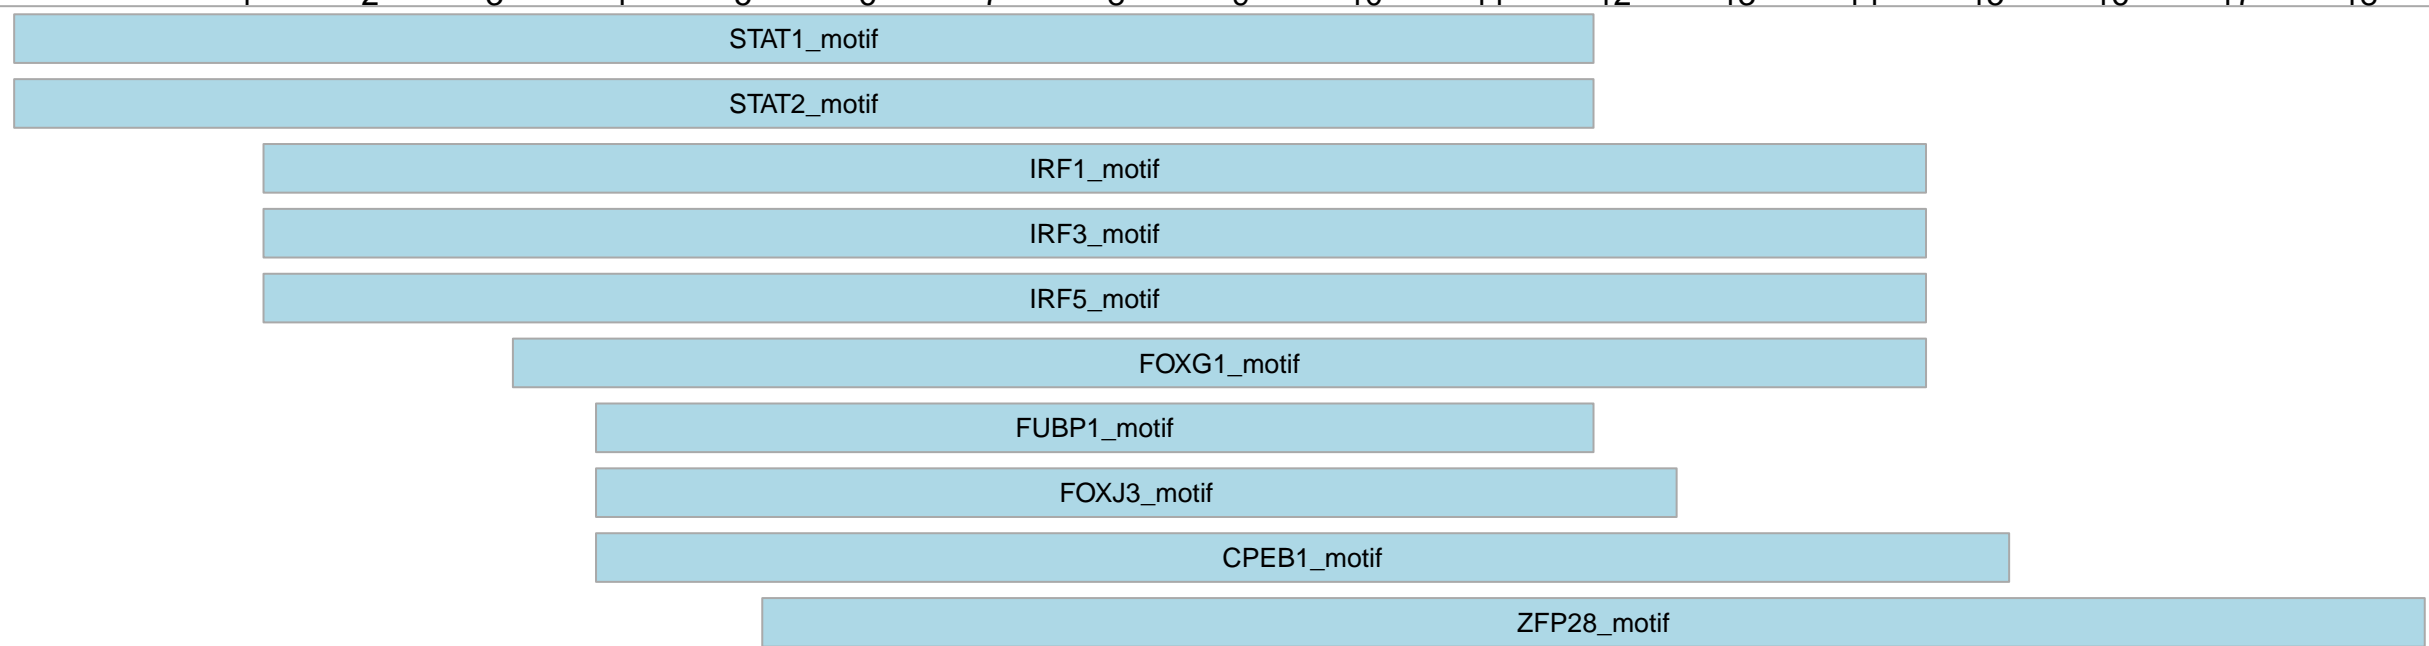 STAT1_motif
STAT2_motif
IRF1_motif
IRF3_motif
IRF5_motif
FOXG1_motif
FUBP1_motif
FOXJ3_motif
CPEB1_motif
ZFP28_motif